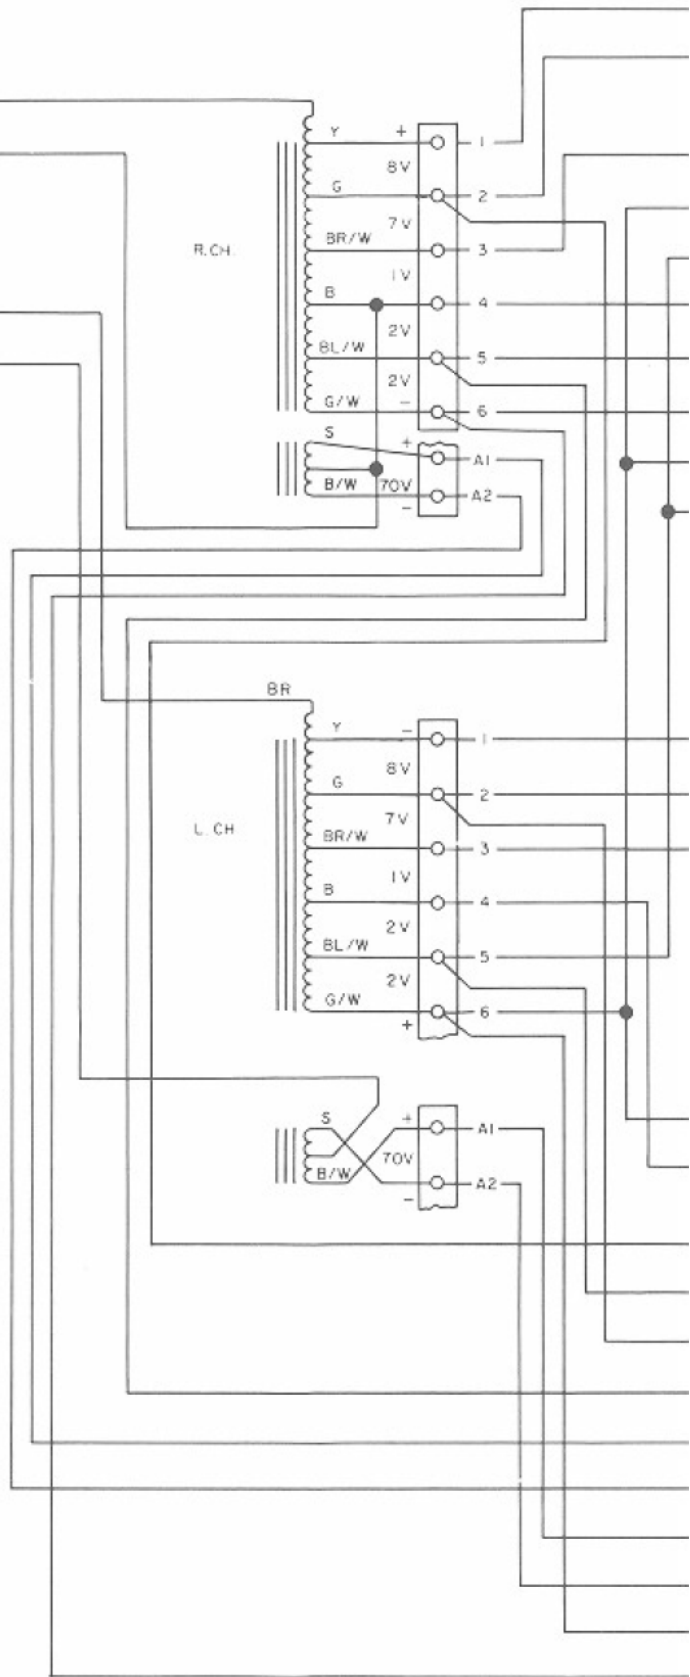 Y + 1
8V
G 2
7V
BR/W 3
R.CH.
1V
B 4
2V
BL/W 5
2V
G/W - 6
S + A1
B/W 70V A2
-
BR
Y - 1
8V
G 2
7V
L. CH
BR/W 3
1V
B 4
2V
BL/W 5
2V
G/W 6
+
S + A1
70V
B/W A2
-